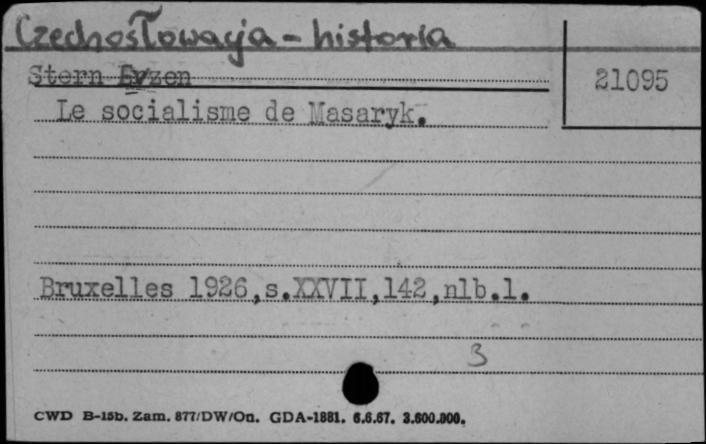 Czechosłowacja - historia
Stern Evzen
21095
Le socialisme de Masaryk.
Bruxelles 1926,s.XXVII,142,nlb.1.
3
CWD B-15b. Zam. 877/DW/On. GDA-1881. 6.6.67. 3.600.000.